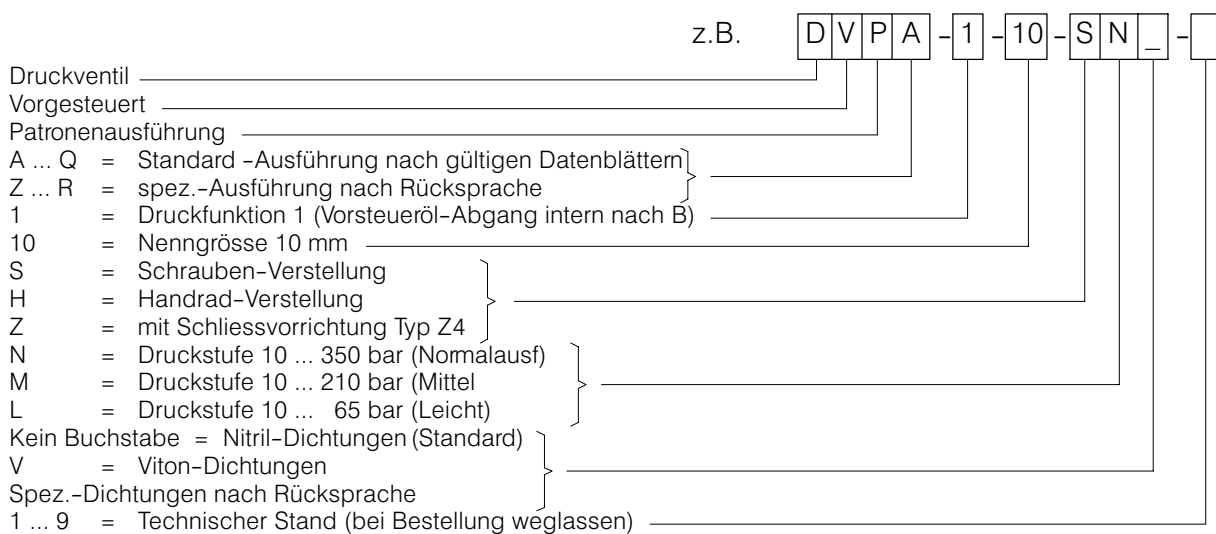 z.B. D V P A - 1 - 10 - S N _ -
Druckventil
Vorgesteuert
Patronenausführung
A ... Q = Standard -Ausführung nach gültigen Datenblättern
Z ... R = spez.-Ausführung nach Rücksprache
1 = Druckfunktion 1 (Vorsteueröl-Abgang intern nach B)
10 = Nenngrösse 10 mm
S = Schrauben-Verstellung
H = Handrad-Verstellung
Z = mit Schliessvorrichtung Typ Z4
N = Druckstufe 10 ... 350 bar (Normalausf)
M = Druckstufe 10 ... 210 bar (Mittel
L = Druckstufe 10 ... 65 bar (Leicht)
Kein Buchstabe = Nitril-Dichtungen (Standard)
V = Viton-Dichtungen
Spez.-Dichtungen nach Rücksprache
1 ... 9 = Technischer Stand (bei Bestellung weglassen)